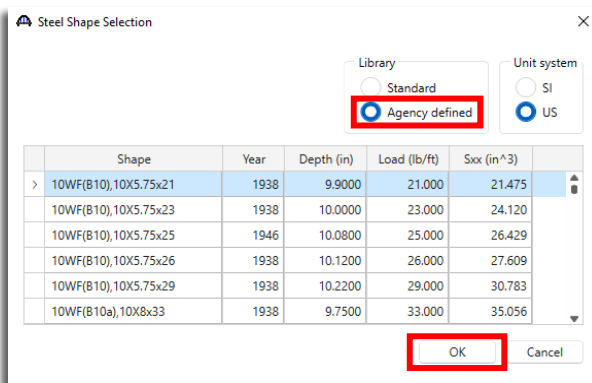 Steel Shape Selection
Library
Unit system
Standard
SI
Agency defined
US
Shape Year Depth (in) Load (lb/ft) Sxx (in^3)
10WF(B10),10X5.75x21 1938 9.9000 21.000 21.475
10WF(B10),10X5.75x23 1938 10.0000 23.000 24.120
10WF(B10),10X5.75x25 1946 10.0800 25.000 26.429
10WF(B10),10X5.75x26 1938 10.1200 26.000 27.609
10WF(B10),10X5.75x29 1938 10.2200 29.000 30.783
10WF(B10a),10X8x33 1938 9.7500 33.000 35.056
OK Cancel